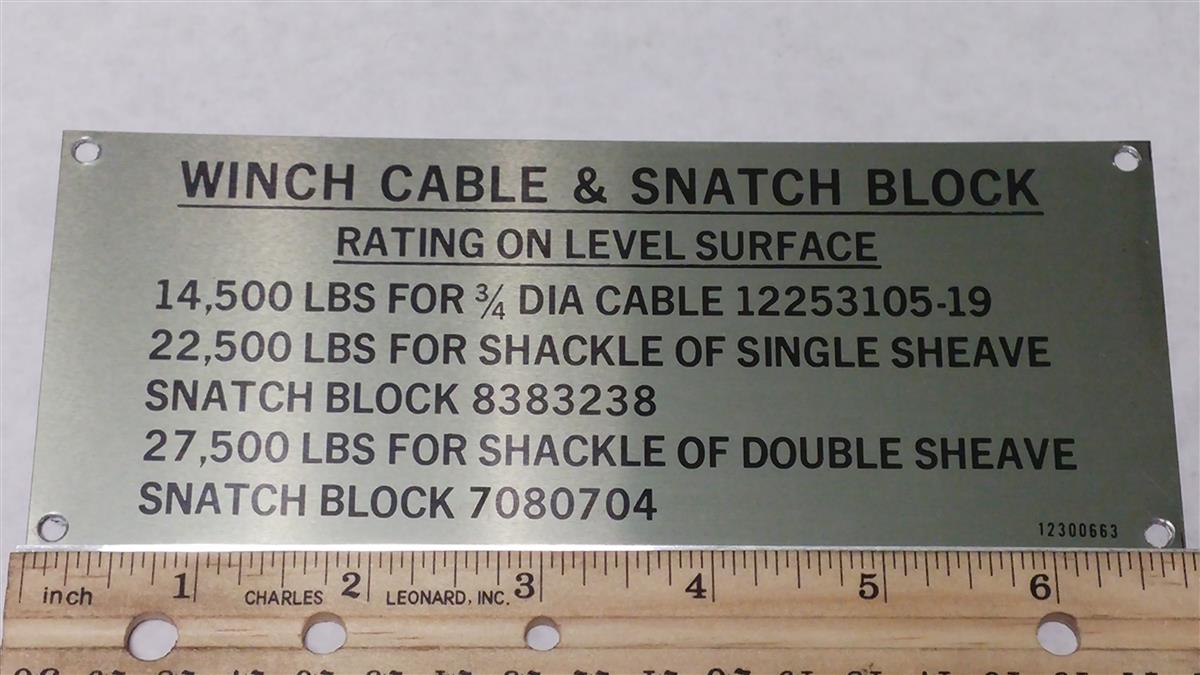 WINCH CABLE & SNATCH BLOCK
RATING ON LEVEL SURFACE
14,500 LBS FOR ¾ DIA CABLE 12253105-19
22,500 LBS FOR SHACKLE OF SINGLE SHEAVE
SNATCH BLOCK 8383238
27,500 LBS FOR SHACKLE OF DOUBLE SHEAVE
SNATCH BLOCK 7080704
12300663
inch 1 CHARLES 2 LEONARD, INC. 3 4 5 6